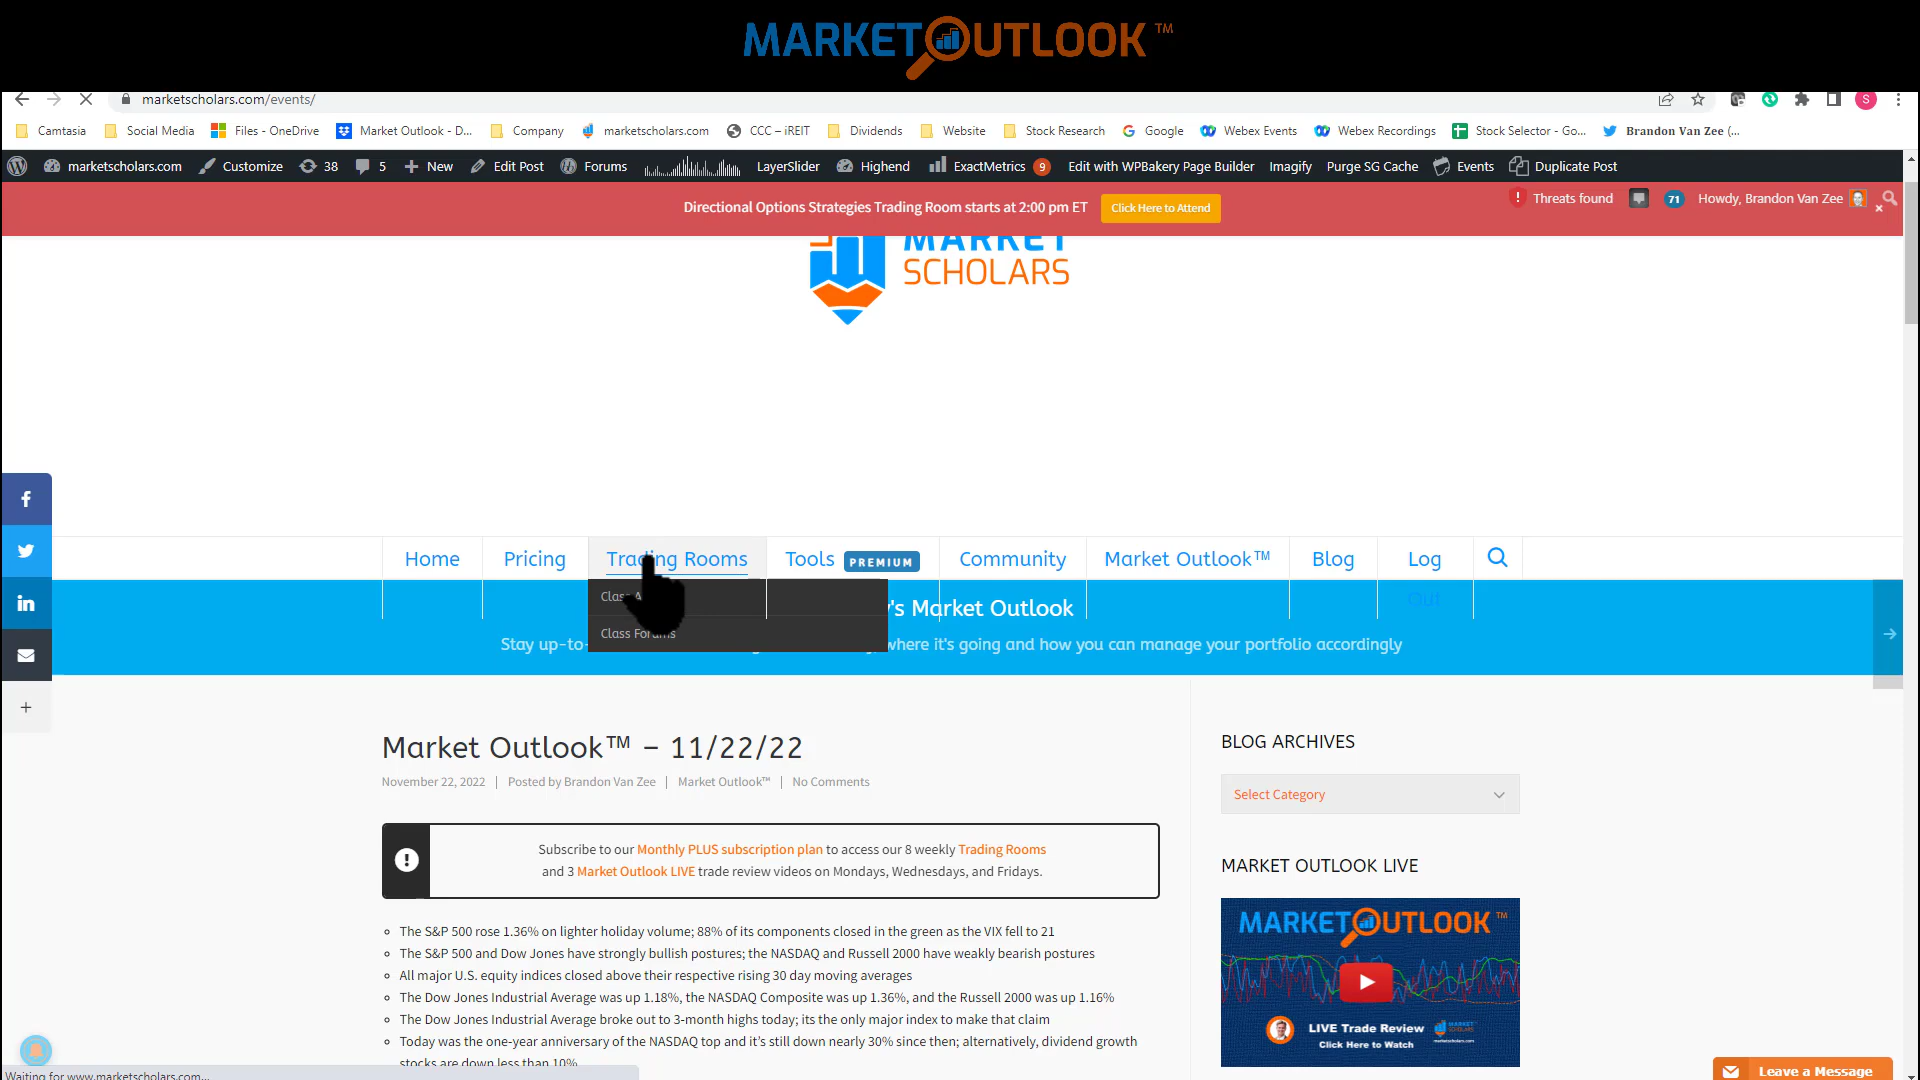 MARKETOUTLOOK™
marketscholars.com/events/
Camtasia Social Media Files - OneDrive Market Outlook - D... Company marketscholars.com CCC – iREIT Dividends Website Stock Research Google Webex Events Webex Recordings Stock Selector - Go... Brandon Van Zee (...
marketscholars.com Customize 38 5 New Edit Post Forums LayerSlider Highend ExactMetrics 9 Edit with WPBakery Page Builder Imagify Purge SG Cache Events Duplicate Post
Threats found 71 Howdy, Brandon Van Zee
Directional Options Strategies Trading Room starts at 2:00 pm ET Click Here to Attend
MARKET
SCHOLARS
Home Pricing Trading Rooms Tools PREMIUM Community Market Outlook™ Blog Log
Out
Class
's Market Outlook
Class Forums
Stay up-to- where it's going and how you can manage your portfolio accordingly
Market Outlook™ – 11/22/22
November 22, 2022 | Posted by Brandon Van Zee | Market Outlook™ | No Comments
Subscribe to our Monthly PLUS subscription plan to access our 8 weekly Trading Rooms
and 3 Market Outlook LIVE trade review videos on Mondays, Wednesdays, and Fridays.
The S&P 500 rose 1.36% on lighter holiday volume; 88% of its components closed in the green as the VIX fell to 21
The S&P 500 and Dow Jones have strongly bullish postures; the NASDAQ and Russell 2000 have weakly bearish postures
All major U.S. equity indices closed above their respective rising 30 day moving averages
The Dow Jones Industrial Average was up 1.18%, the NASDAQ Composite was up 1.36%, and the Russell 2000 was up 1.16%
The Dow Jones Industrial Average broke out to 3-month highs today; its the only major index to make that claim
Today was the one-year anniversary of the NASDAQ top and it's still down nearly 30% since then; alternatively, dividend growth
stocks are down less than 10%
BLOG ARCHIVES
Select Category
MARKET OUTLOOK LIVE
MARKETOUTLOOK™
LIVE Trade Review
Click Here to Watch
MARKET
SCHOLARS
marketscholars.com
Leave a Message
Waiting for www.marketscholars.com...